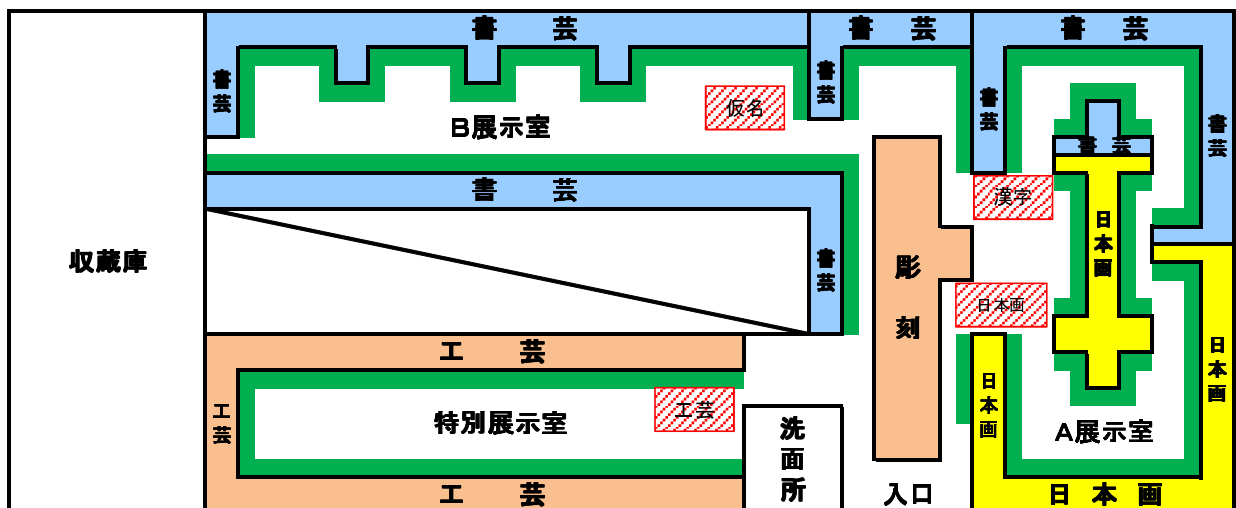 書　芸
書　芸
書　芸
書芸
書芸
書芸
書芸
仮名
B展示室
書　芸
書　芸
漢字
日本画
収蔵庫
書芸
彫刻
日本画
工　芸
日本画
日本画
工芸
特別展示室
工芸
洗面所
A展示室
工　芸
入口
日　本　画